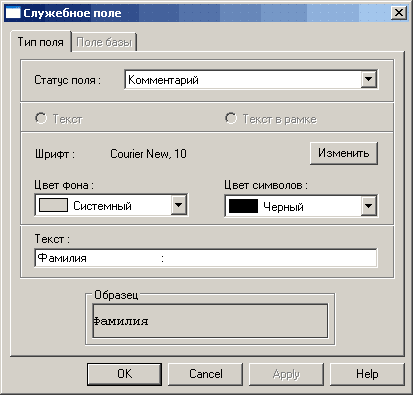 Служебное поле
Тип поля Поле базы
Статус поля : Комментарий
Текст Текст в рамке
Шрифт : Courier New, 10 Изменить
Цвет фона : Цвет символов :
Системный Черный
Текст :
Фамилия :
Образец
Фамилия
OK Cancel Apply Help